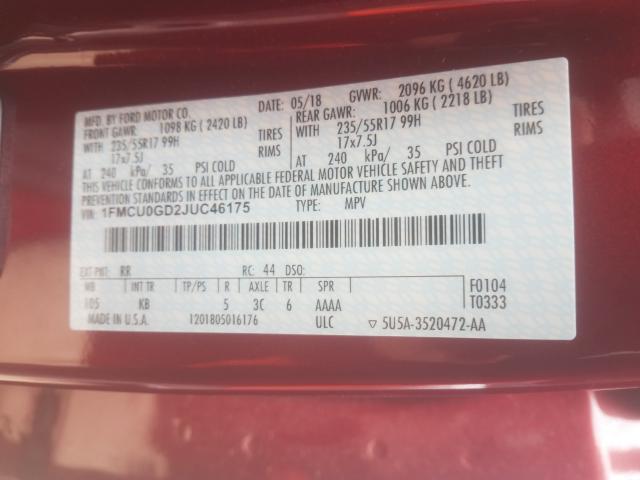 MFD. BY FORD MOTOR CO.
DATE: 05/18 GVWR: 2096 KG ( 4620 LB)
FRONT GAWR: 1098 KG ( 2420 LB)
REAR GAWR: 1006 KG ( 2218 LB)
WITH 235/55R17 99H TIRES
WITH 235/55R17 99H TIRES
17x7.5J RIMS
17x7.5J RIMS
AT 240 kPa/ 35 PSI COLD
AT 240 kPa/ 35 PSI COLD
THIS VEHICLE CONFORMS TO ALL APPLICABLE FEDERAL MOTOR VEHICLE SAFETY AND THEFT
PREVENTION STANDARDS IN EFFECT ON THE DATE OF MANUFACTURE SHOWN ABOVE.
VIN: 1FMCU0GD2JUC46175 TYPE: MPV
EXT PNT: RR RC: 44 DSO:
BRK INT TR TP/PS R AXLE TR SPR
105 KB 5 3C 6 AAAA
F0104
T0333
MADE IN U.S.A. 1201805016176 ULC 5U5A-3520472-AA